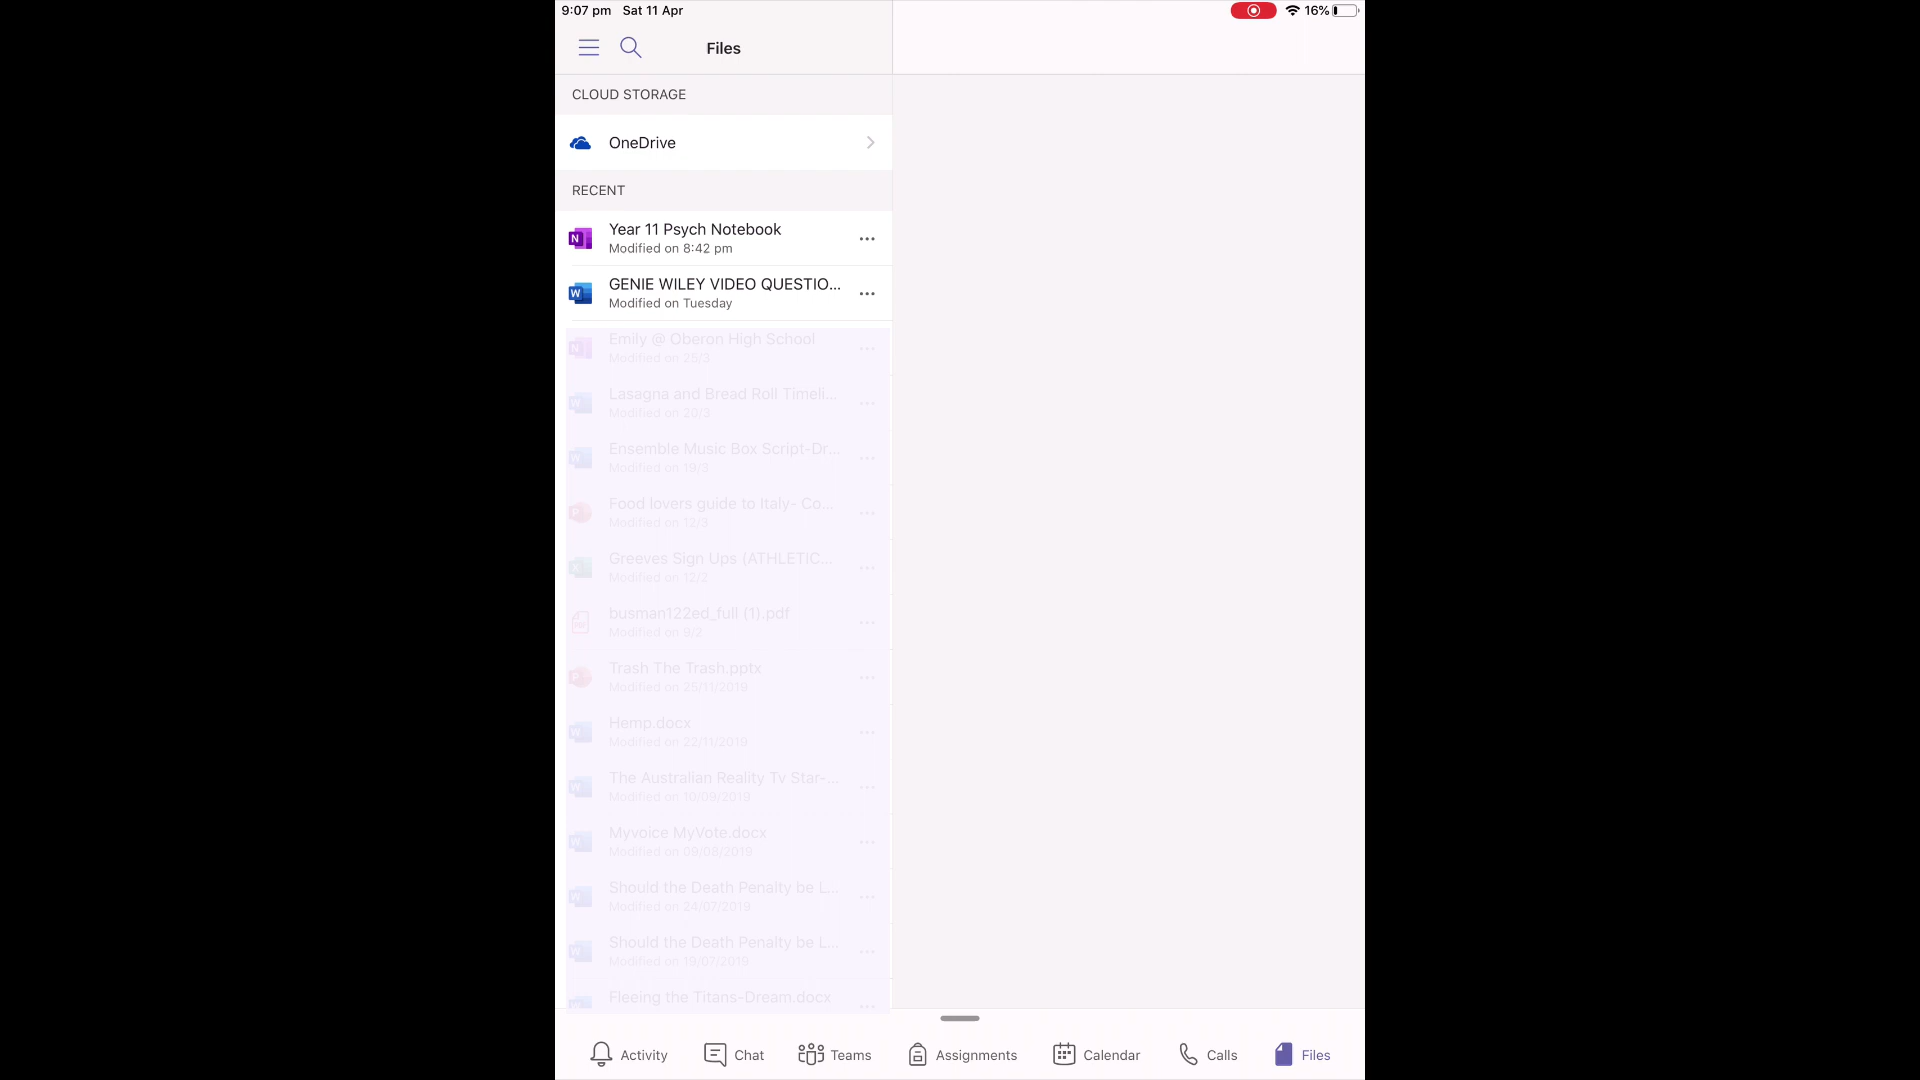 9:07 pm Sat 11 Apr
16%
Files
CLOUD STORAGE
OneDrive
RECENT
Year 11 Psych Notebook
Modified on 8:42 pm
GENIE WILEY VIDEO QUESTIO...
Modified on Tuesday
Emily @ Oberon High School
Modified on 25/3
Lasagna and Bread Roll Timeli...
Modified on 20/3
Ensemble Music Box Script-Dr...
Modified on 19/3
Food lovers guide to Italy- Co...
Modified on 12/3
Greeves Sign Ups (ATHLETIC...
Modified on 12/2
busman122ed_full (1).pdf
Modified on 9/2
Trash The Trash.pptx
Modified on 25/11/2019
Hemp.docx
Modified on 22/11/2019
The Australian Reality Tv Star-...
Modified on 10/09/2019
Myvoice MyVote.docx
Modified on 09/08/2019
Should the Death Penalty be L...
Modified on 24/07/2019
Should the Death Penalty be L...
Modified on 19/07/2019
Fleeing the Titans-Dream.docx
Activity Chat Teams Assignments Calendar Calls Files